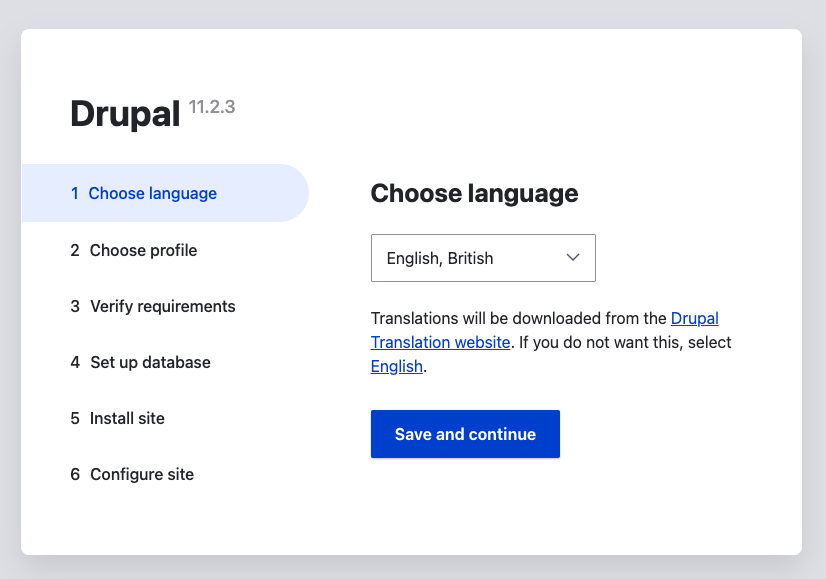 Drupal 11.2.3
1 Choose language
2 Choose profile
3 Verify requirements
4 Set up database
5 Install site
6 Configure site
Choose language
English, British
Translations will be downloaded from the Drupal
Translation website. If you do not want this, select
English.
Save and continue